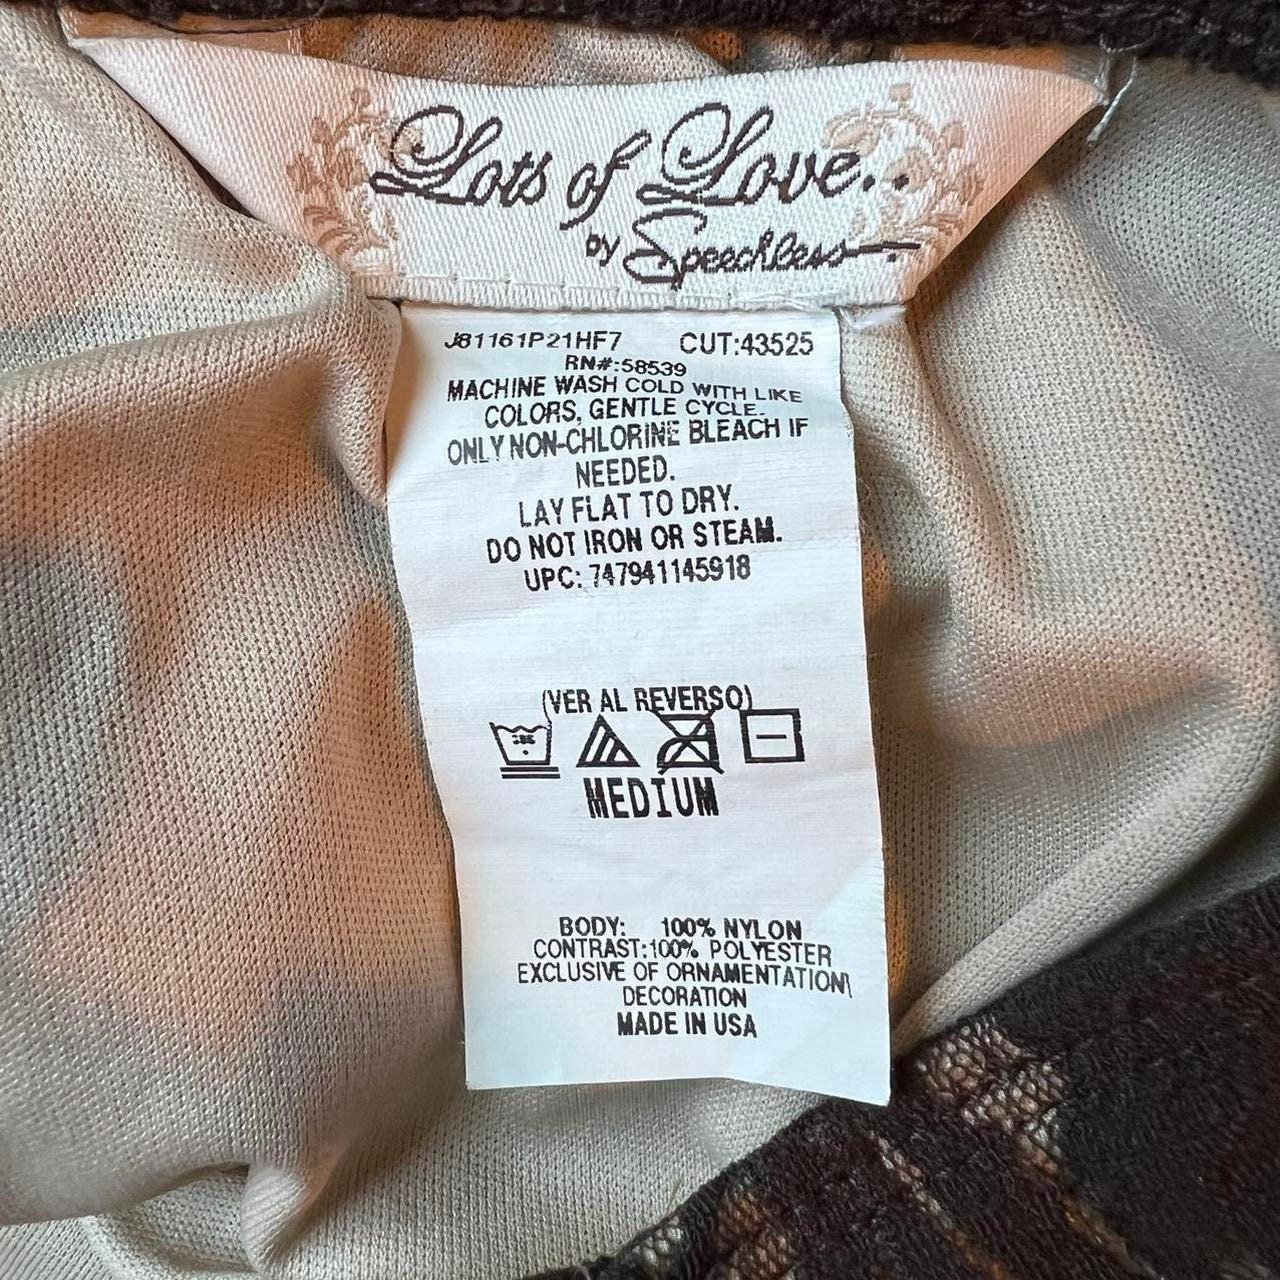 Lots of Love..
by Speechless
J81161P21HF7 CUT:43525
RN#:58539
MACHINE WASH COLD WITH LIKE
COLORS, GENTLE CYCLE.
ONLY NON-CHLORINE BLEACH IF
NEEDED.
LAY FLAT TO DRY.
DO NOT IRON OR STEAM.
UPC: 747941145918
(VER AL REVERSO)
MEDIUM
BODY: 100% NYLON
CONTRAST:100% POLYESTER
EXCLUSIVE OF ORNAMENTATION\
DECORATION
MADE IN USA